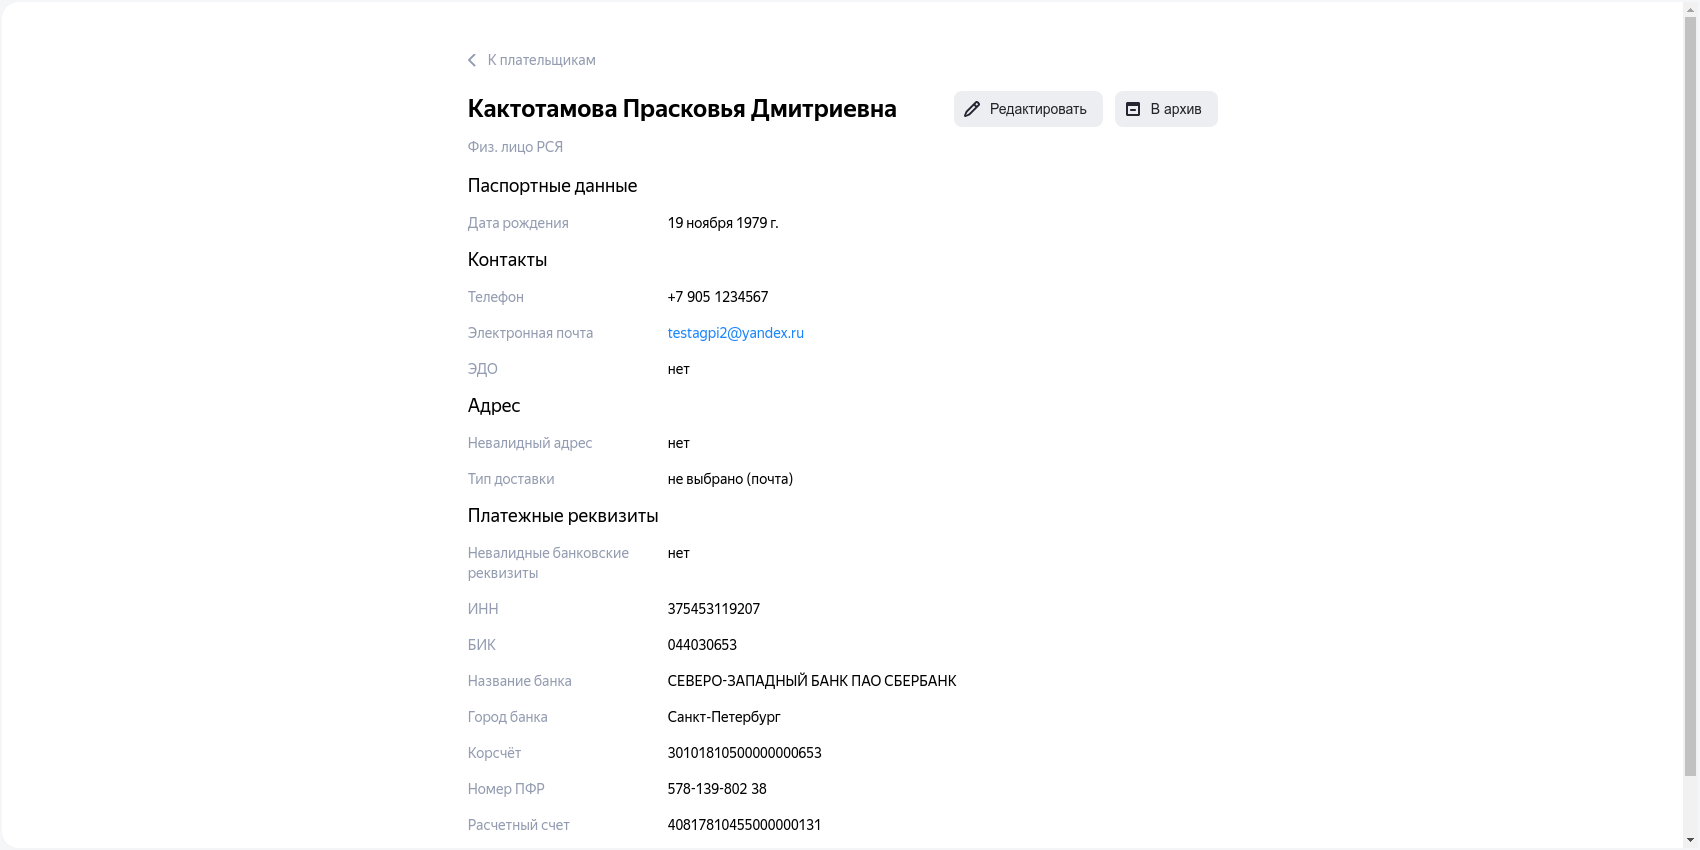 К плательщикам
Кактотамова Прасковья Дмитриевна
Редактировать
В архив
Физ. лицо РСЯ
Паспортные данные
Дата рождения 19 ноября 1979 г.
Контакты
Телефон +7 905 1234567
Электронная почта testagpi2@yandex.ru
ЭДО нет
Адрес
Невалидный адрес нет
Тип доставки не выбрано (почта)
Платежные реквизиты
Невалидные банковские нет
реквизиты
ИНН 375453119207
БИК 044030653
Название банка СЕВЕРО-ЗАПАДНЫЙ БАНК ПАО СБЕРБАНК
Город банка Санкт-Петербург
Корсчёт 30101810500000000653
Номер ПФР 578-139-802 38
Расчетный счет 40817810455000000131